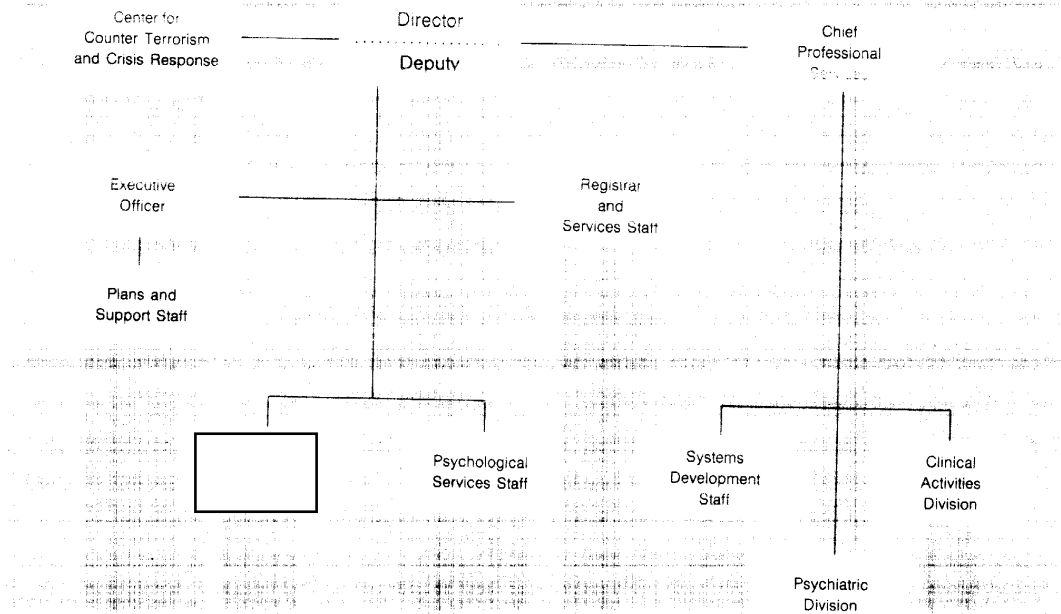 Center for
Counter Terrorism
and Crisis Response
Director
Deputy
Chief
Professional
Services
Executive
Officer
Registrar
and
Services Staff
Plans and
Support Staff
Psychological
Services Staff
Systems
Development
Staff
Clinical
Activities
Division
Psychiatric
Division